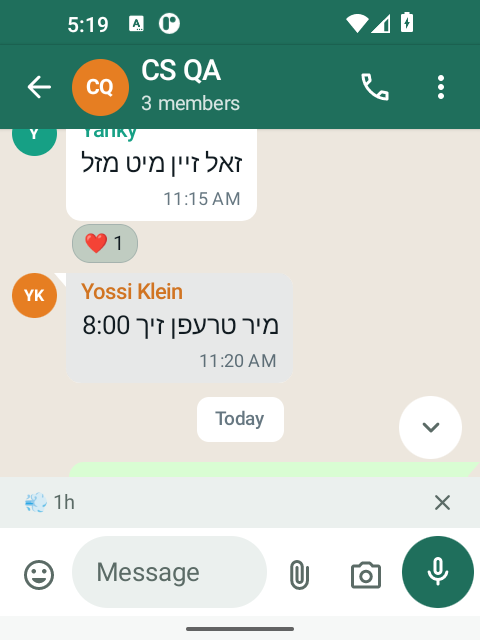 5:19
CQ
CS QA
3 members
Y
Yanky
זאל זיין מיט מזל
11:15 AM
❤️ 1
YK
Yossi Klein
מיר טרעפן זיך 8:00
11:20 AM
Today
💨 1h
Message